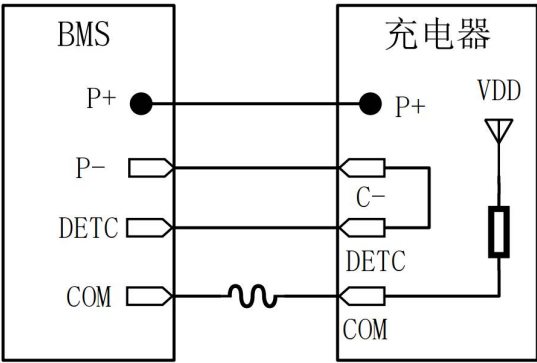 BMS
充电器
P+
P+
VDD
P-
C-
DETC
DETC
COM
COM